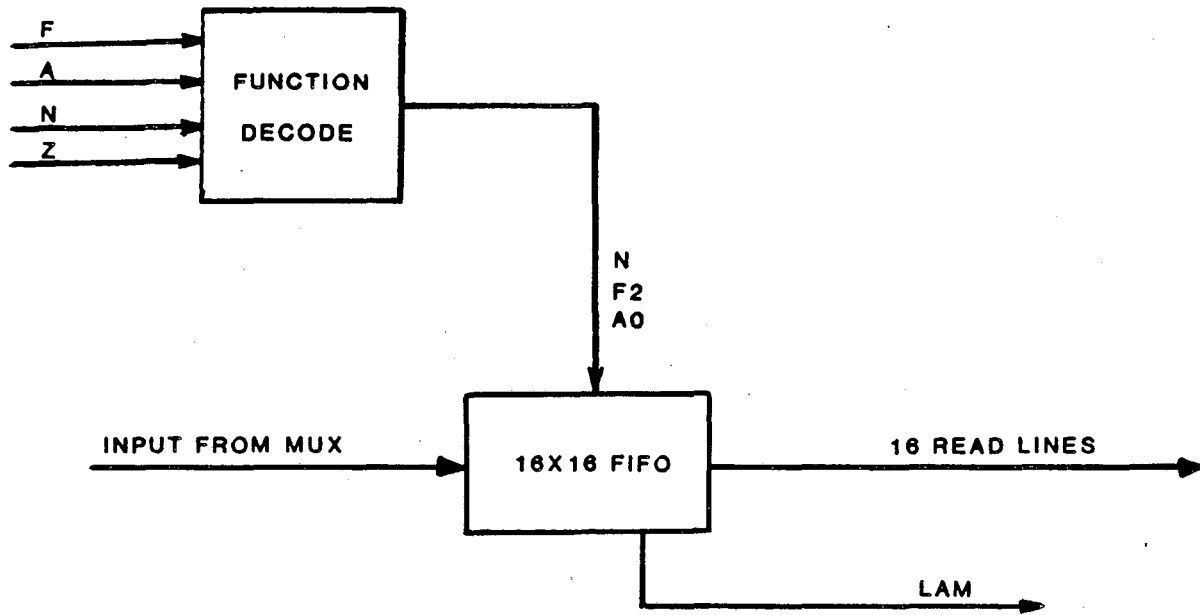 F
A
N
Z
FUNCTION
DECODE
N
F2
A0
INPUT FROM MUX
16X16 FIFO
16 READ LINES
LAM